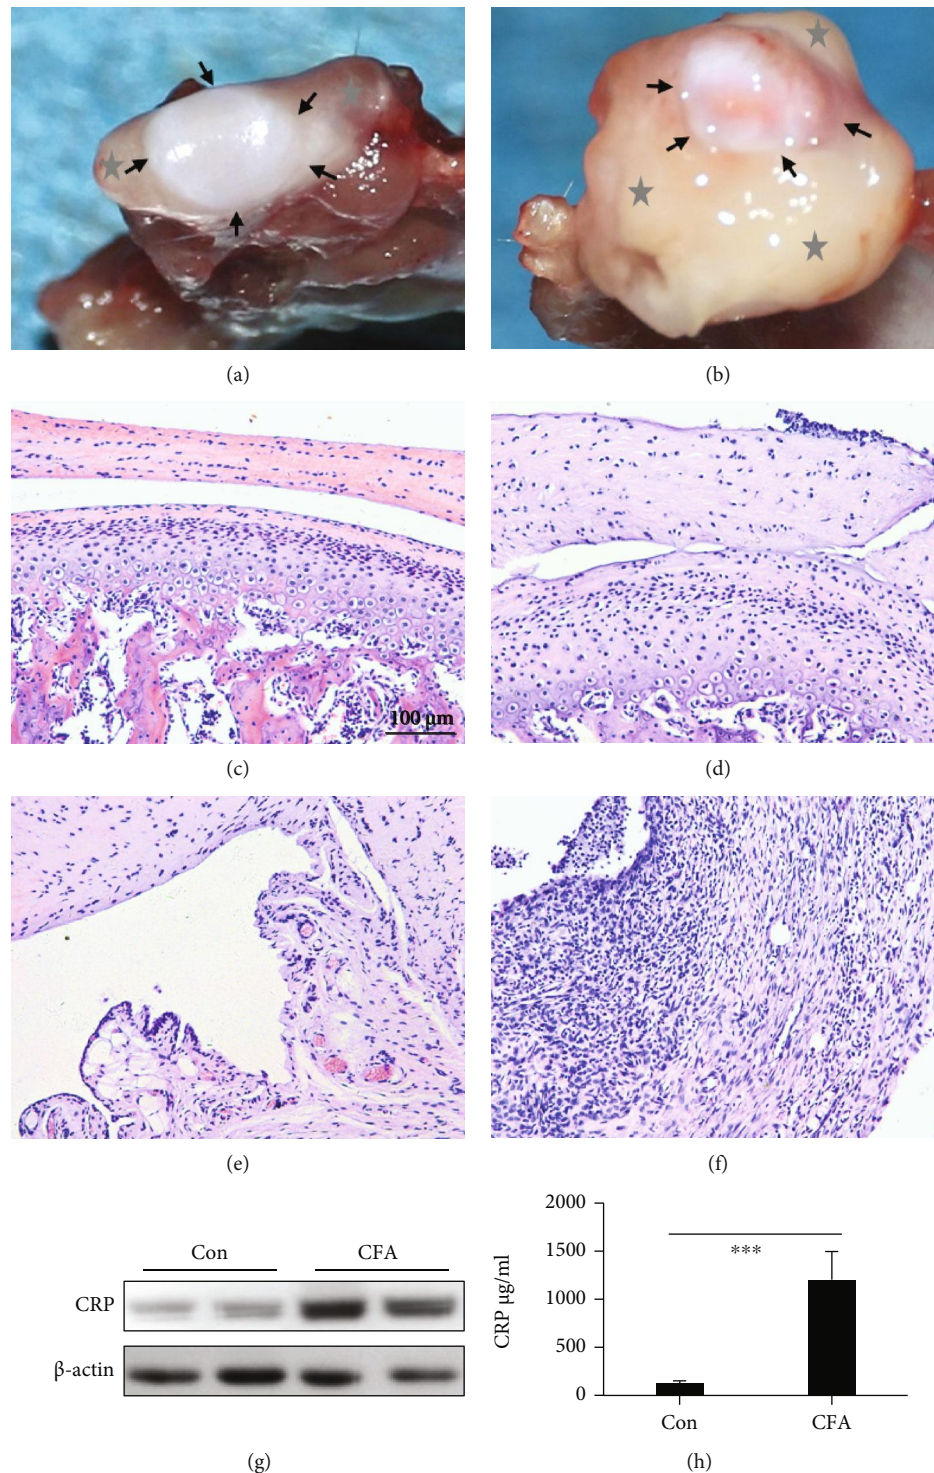 (a)
(b)
100 µm
(c)
(d)
(e)
(f)
Con
CFA
CRP
β-actin
(g)
2000
1500
1000
500
0
CRP µg/ml
***
Con
CFA
(h)